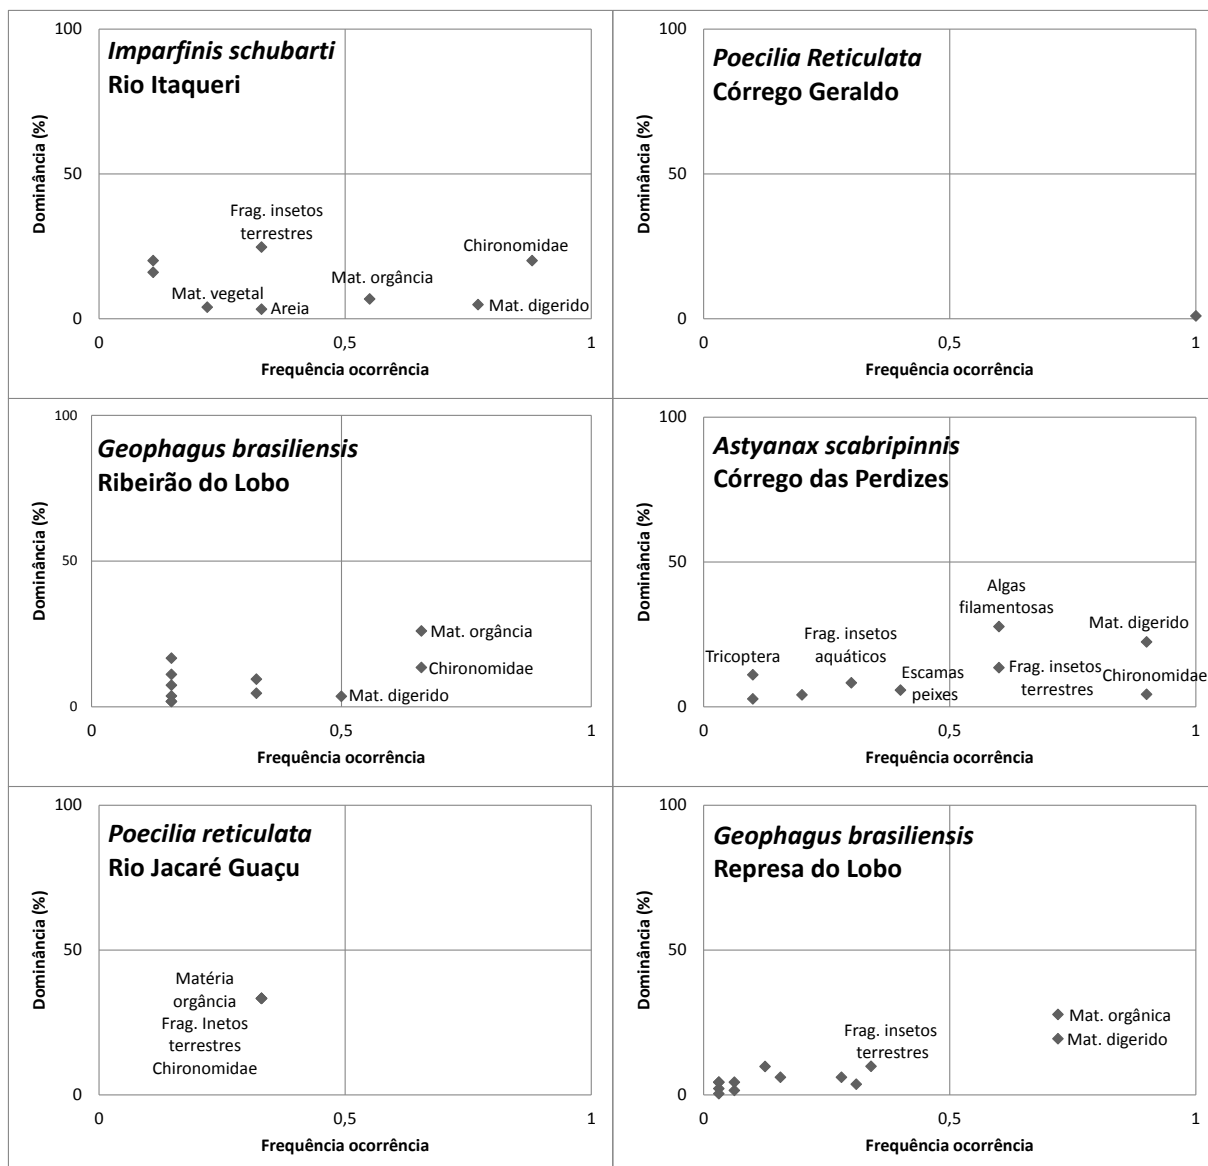 Imparfinis schubarti
Rio Itaqueri
100
50
0
Dominância (%)
Frag. insetos
terrestres
Chironomidae
Mat. orgância
Mat. vegetal
Areia
Mat. digerido
0
0,5
1
Frequência ocorrência
Poecilia Reticulata
Córrego Geraldo
100
50
0
Dominância (%)
0
0,5
1
Frequência ocorrência
Geophagus brasiliensis
Ribeirão do Lobo
100
50
0
Dominância (%)
Mat. orgância
Chironomidae
Mat. digerido
0
0,5
1
Frequência ocorrência
Astyanax scabripinnis
Córrego das Perdizes
100
50
0
Dominância (%)
Algas
filamentosas
Mat. digerido
Frag. insetos
aquáticos
Tricoptera
Escamas
peixes
Frag. insetos
terrestres
Chironomidae
0
0,5
1
Frequência ocorrência
Poecilia reticulata
Rio Jacaré Guaçu
100
50
0
Dominância (%)
Matéria
orgância
Frag. Inetos
terrestres
Chironomidae
0
0,5
1
Frequência ocorrência
Geophagus brasiliensis
Represa do Lobo
100
50
0
Dominância (%)
Mat. orgânica
Mat. digerido
Frag. insetos
terrestres
0
0,5
1
Frequência ocorrência